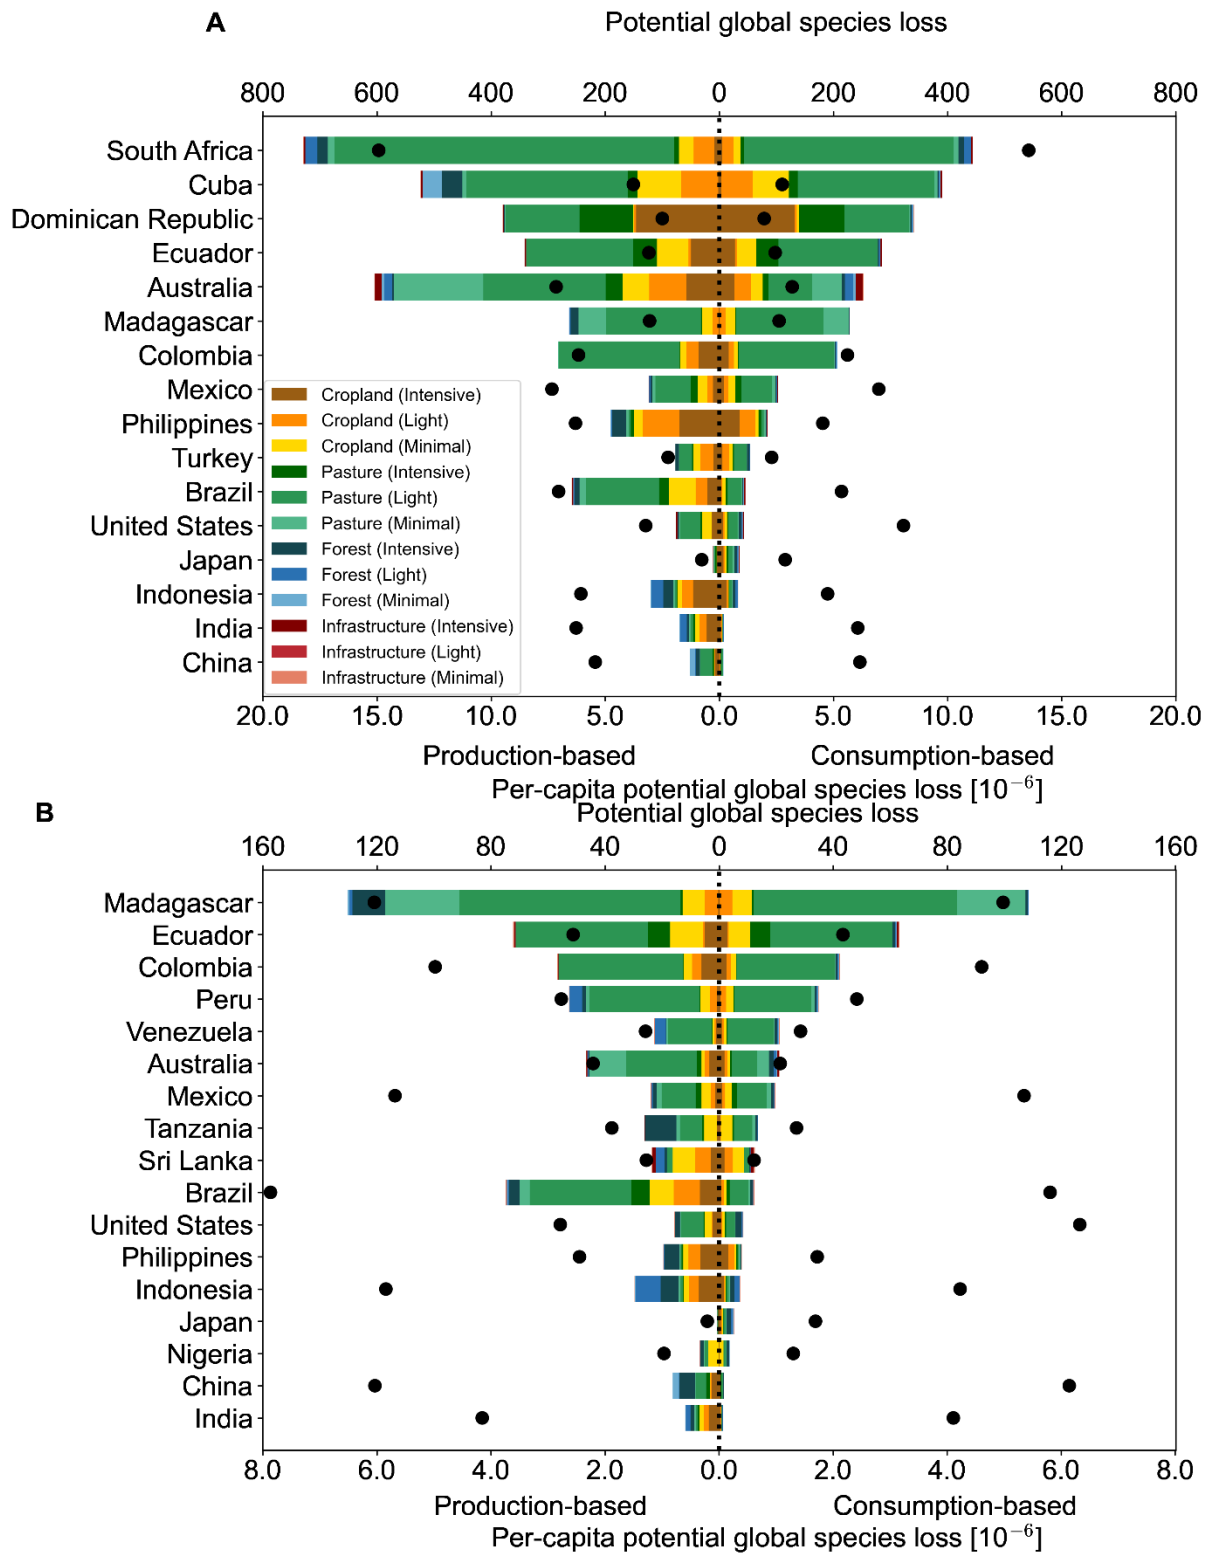 A
Potential global species loss
800 600 400 200 0 200 400 600 800
South Africa
Cuba
Dominican Republic
Ecuador
Australia
Madagascar
Colombia
Mexico
Philippines
Turkey
Brazil
United States
Japan
Indonesia
India
China
Cropland (Intensive)
Cropland (Light)
Cropland (Minimal)
Pasture (Intensive)
Pasture (Light)
Pasture (Minimal)
Forest (Intensive)
Forest (Light)
Forest (Minimal)
Infrastructure (Intensive)
Infrastructure (Light)
Infrastructure (Minimal)
20.0 15.0 10.0 5.0 0.0 5.0 10.0 15.0 20.0
Production-based Consumption-based
Per-capita potential global species loss [10⁻⁶]
B
Potential global species loss
160 120 80 40 0 40 80 120 160
Madagascar
Ecuador
Colombia
Peru
Venezuela
Australia
Mexico
Tanzania
Sri Lanka
Brazil
United States
Philippines
Indonesia
Japan
Nigeria
China
India
8.0 6.0 4.0 2.0 0.0 2.0 4.0 6.0 8.0
Production-based Consumption-based
Per-capita potential global species loss [10⁻⁶]